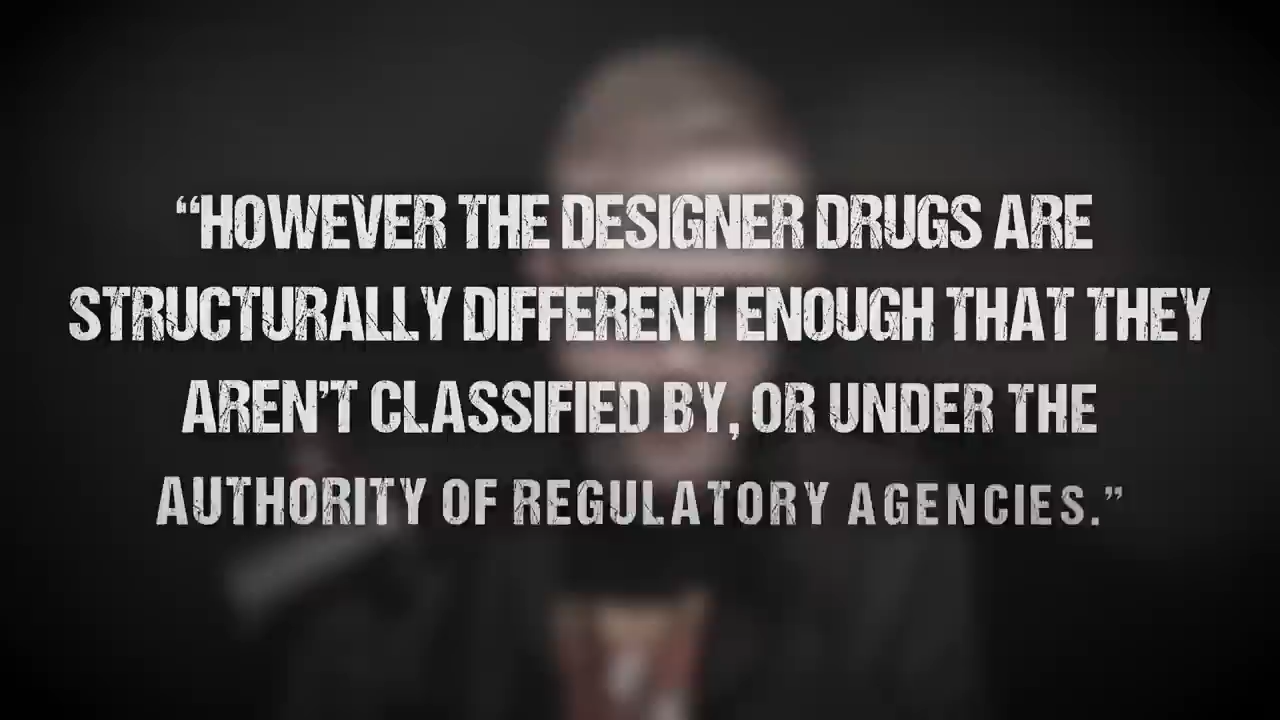 “HOWEVER THE DESIGNER DRUGS ARE
STRUCTURALLY DIFFERENT ENOUGH THAT THEY
AREN’T CLASSIFIED BY, OR UNDER THE
AUTHORITY OF REGULATORY AGENCIES.”